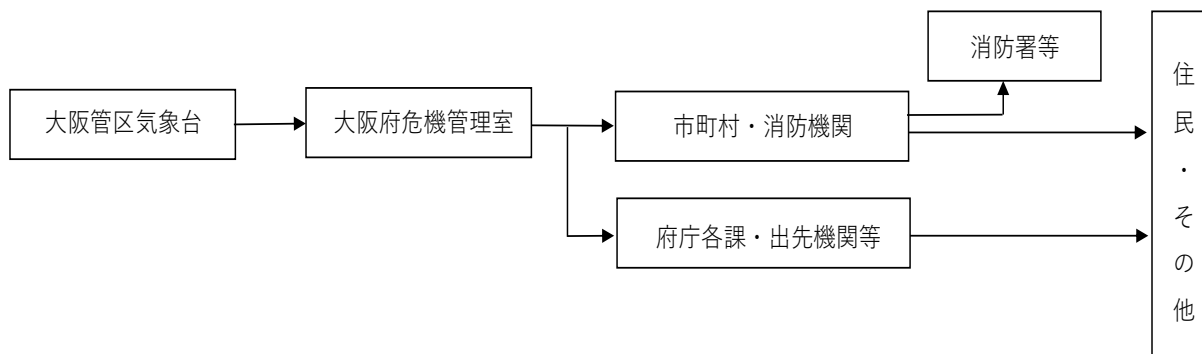 消防署等
大阪管区気象台
大阪府危機管理室
市町村・消防機関
府庁各課・出先機関等
住民・その他